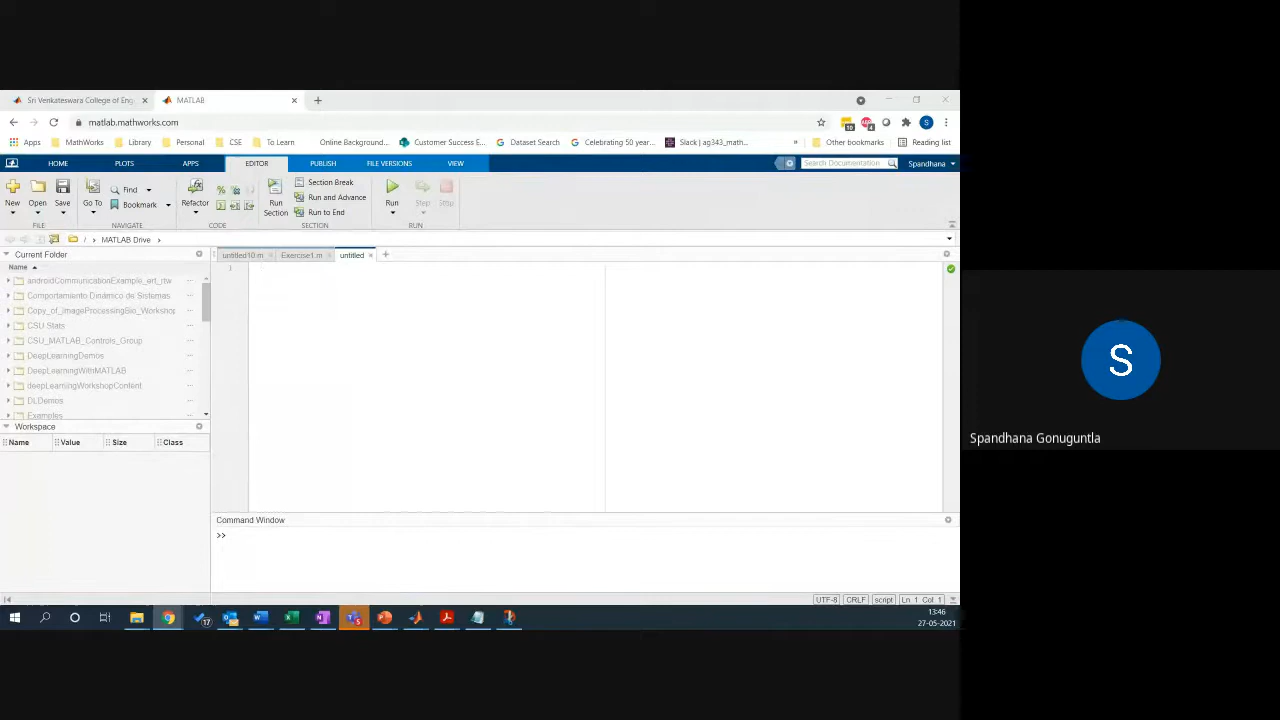 Sri Venkateswara College of Eng
MATLAB
matlab.mathworks.com
S
Apps MathWorks Library Personal CSE To Learn Online Background... Customer Success E... Dataset Search Celebrating 50 year... Slack | ag343_math... » Other bookmarks Reading list
HOME PLOTS APPS EDITOR PUBLISH FILE VERSIONS VIEW Search Documentation Spandhana
New Open Save Go To Find Bookmark Refactor Run Section Section Break Run and Advance Run to End Run Step Stop
FILE NAVIGATE CODE SECTION RUN
/ > MATLAB Drive >
Current Folder
Name
androidCommunicationExample_ert_rtw
Comportamiento Dinámico de Sistemas
Copy_of_ImageProcessingBio_Workshop
CSU Stats
CSU_MATLAB_Controls_Group
DeepLearningDemos
DeepLearningWithMATLAB
deepLearningWorkshopContent
DLDemos
Examples
Workspace
Name Value Size Class
untitled10.m Exercise1.m untitled
1
Command Window
>>
UTF-8 CRLF script Ln 1 Col 1
17
13:46
27-05-2021
S
Spandhana Gonuguntla